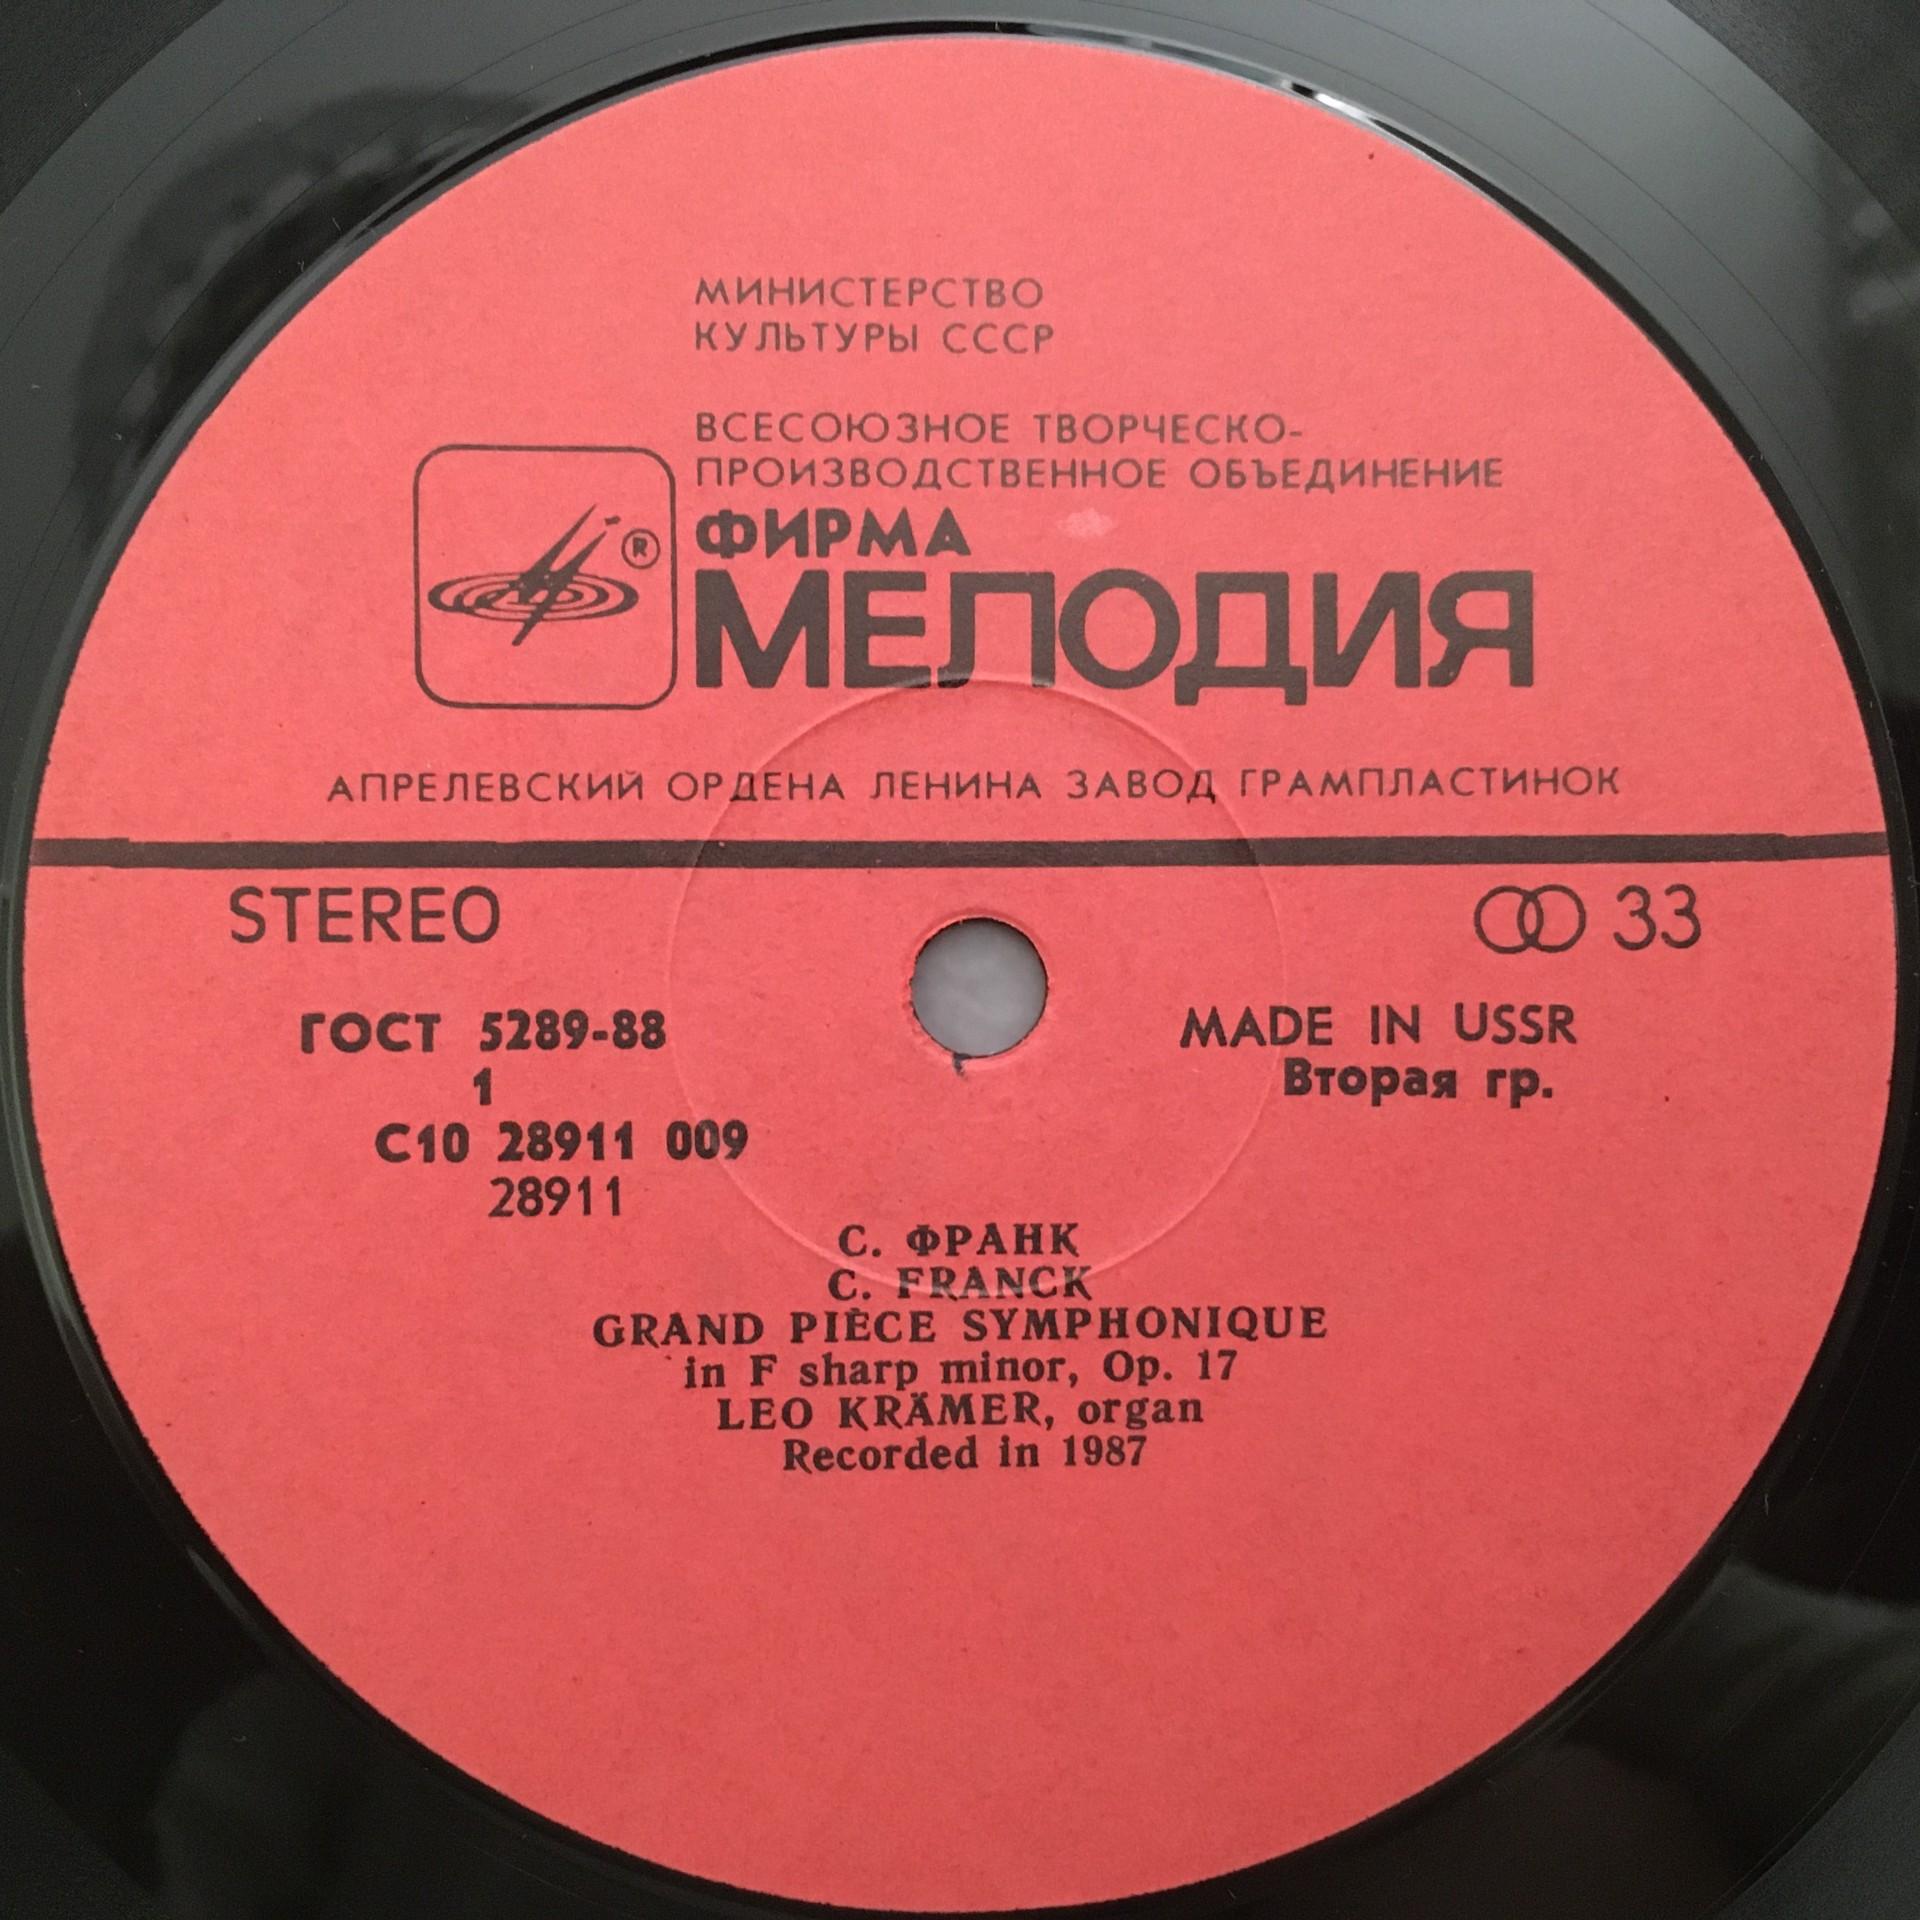 МИНИСТЕРСТВО
КУЛЬТУРЫ СССР
ВСЕСОЮЗНОЕ ТВОРЧЕСКО-
ПРОИЗВОДСТВЕННОЕ ОБЪЕДИНЕНИЕ
®
ФИРМА
МЕЛОДИЯ
АПРЕЛЕВСКИЙ ОРДЕНА ЛЕНИНА ЗАВОД ГРАМПЛАСТИНОК
STEREO
33
ГОСТ 5289-88
1
С10 28911 009
28911
MADE IN USSR
Вторая гр.
С. ФРАНК
C. FRANCK
GRAND PIÈCE SYMPHONIQUE
in F sharp minor, Op. 17
LEO KRÄMER, organ
Recorded in 1987